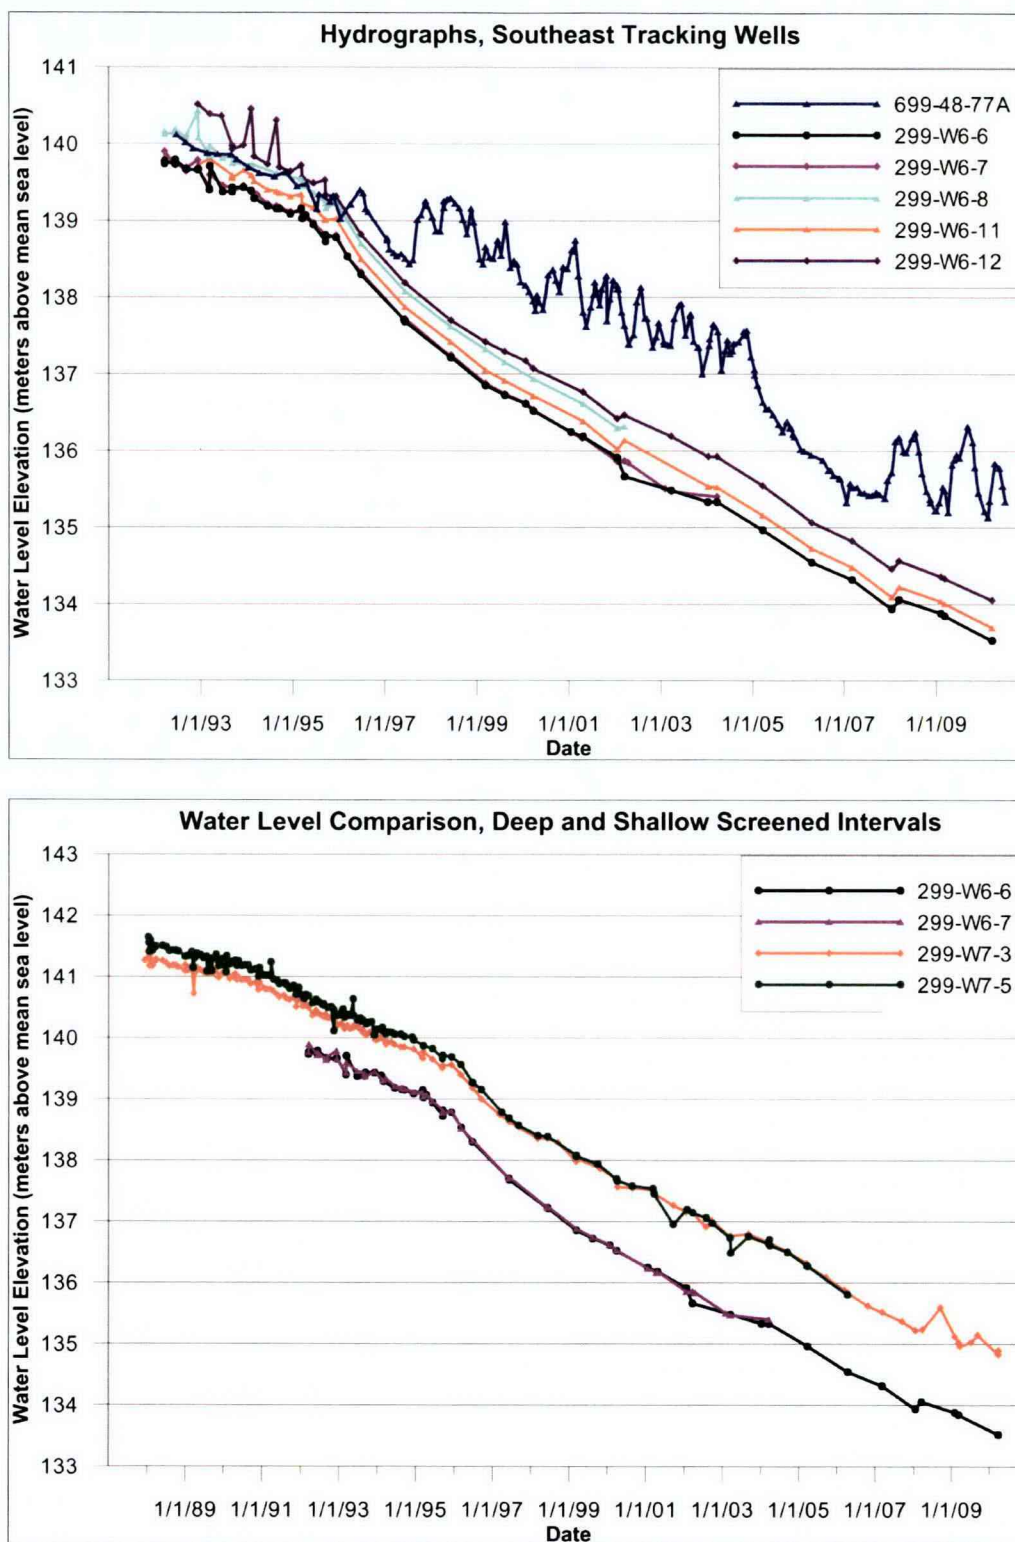 Hydrographs, Southeast Tracking Wells
Water Level Elevation (meters above mean sea level)
141
140
139
138
137
136
135
134
133
699-48-77A
299-W6-6
299-W6-7
299-W6-8
299-W6-11
299-W6-12
1/1/93 1/1/95 1/1/97 1/1/99 1/1/01 1/1/03 1/1/05 1/1/07 1/1/09
Date
Water Level Comparison, Deep and Shallow Screened Intervals
Water Level Elevation (meters above mean sea level)
143
142
141
140
139
138
137
136
135
134
133
299-W6-6
299-W6-7
299-W7-3
299-W7-5
1/1/89 1/1/91 1/1/93 1/1/95 1/1/97 1/1/99 1/1/01 1/1/03 1/1/05 1/1/07 1/1/09
Date